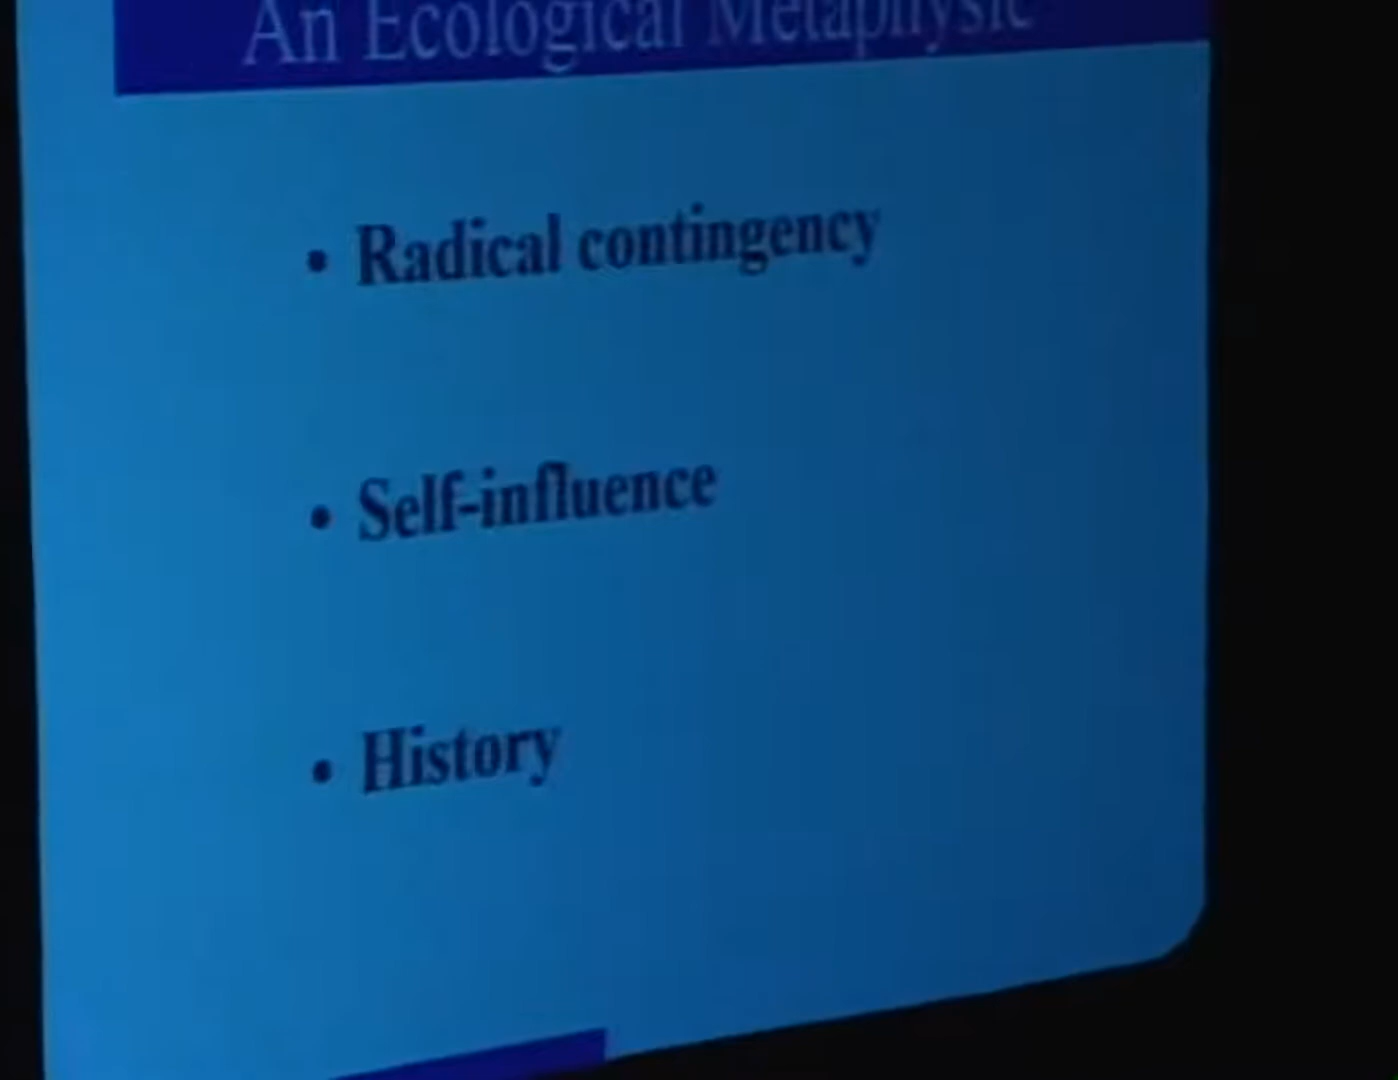 An Ecological Metaphysic
• Radical contingency
• Self-influence
• History